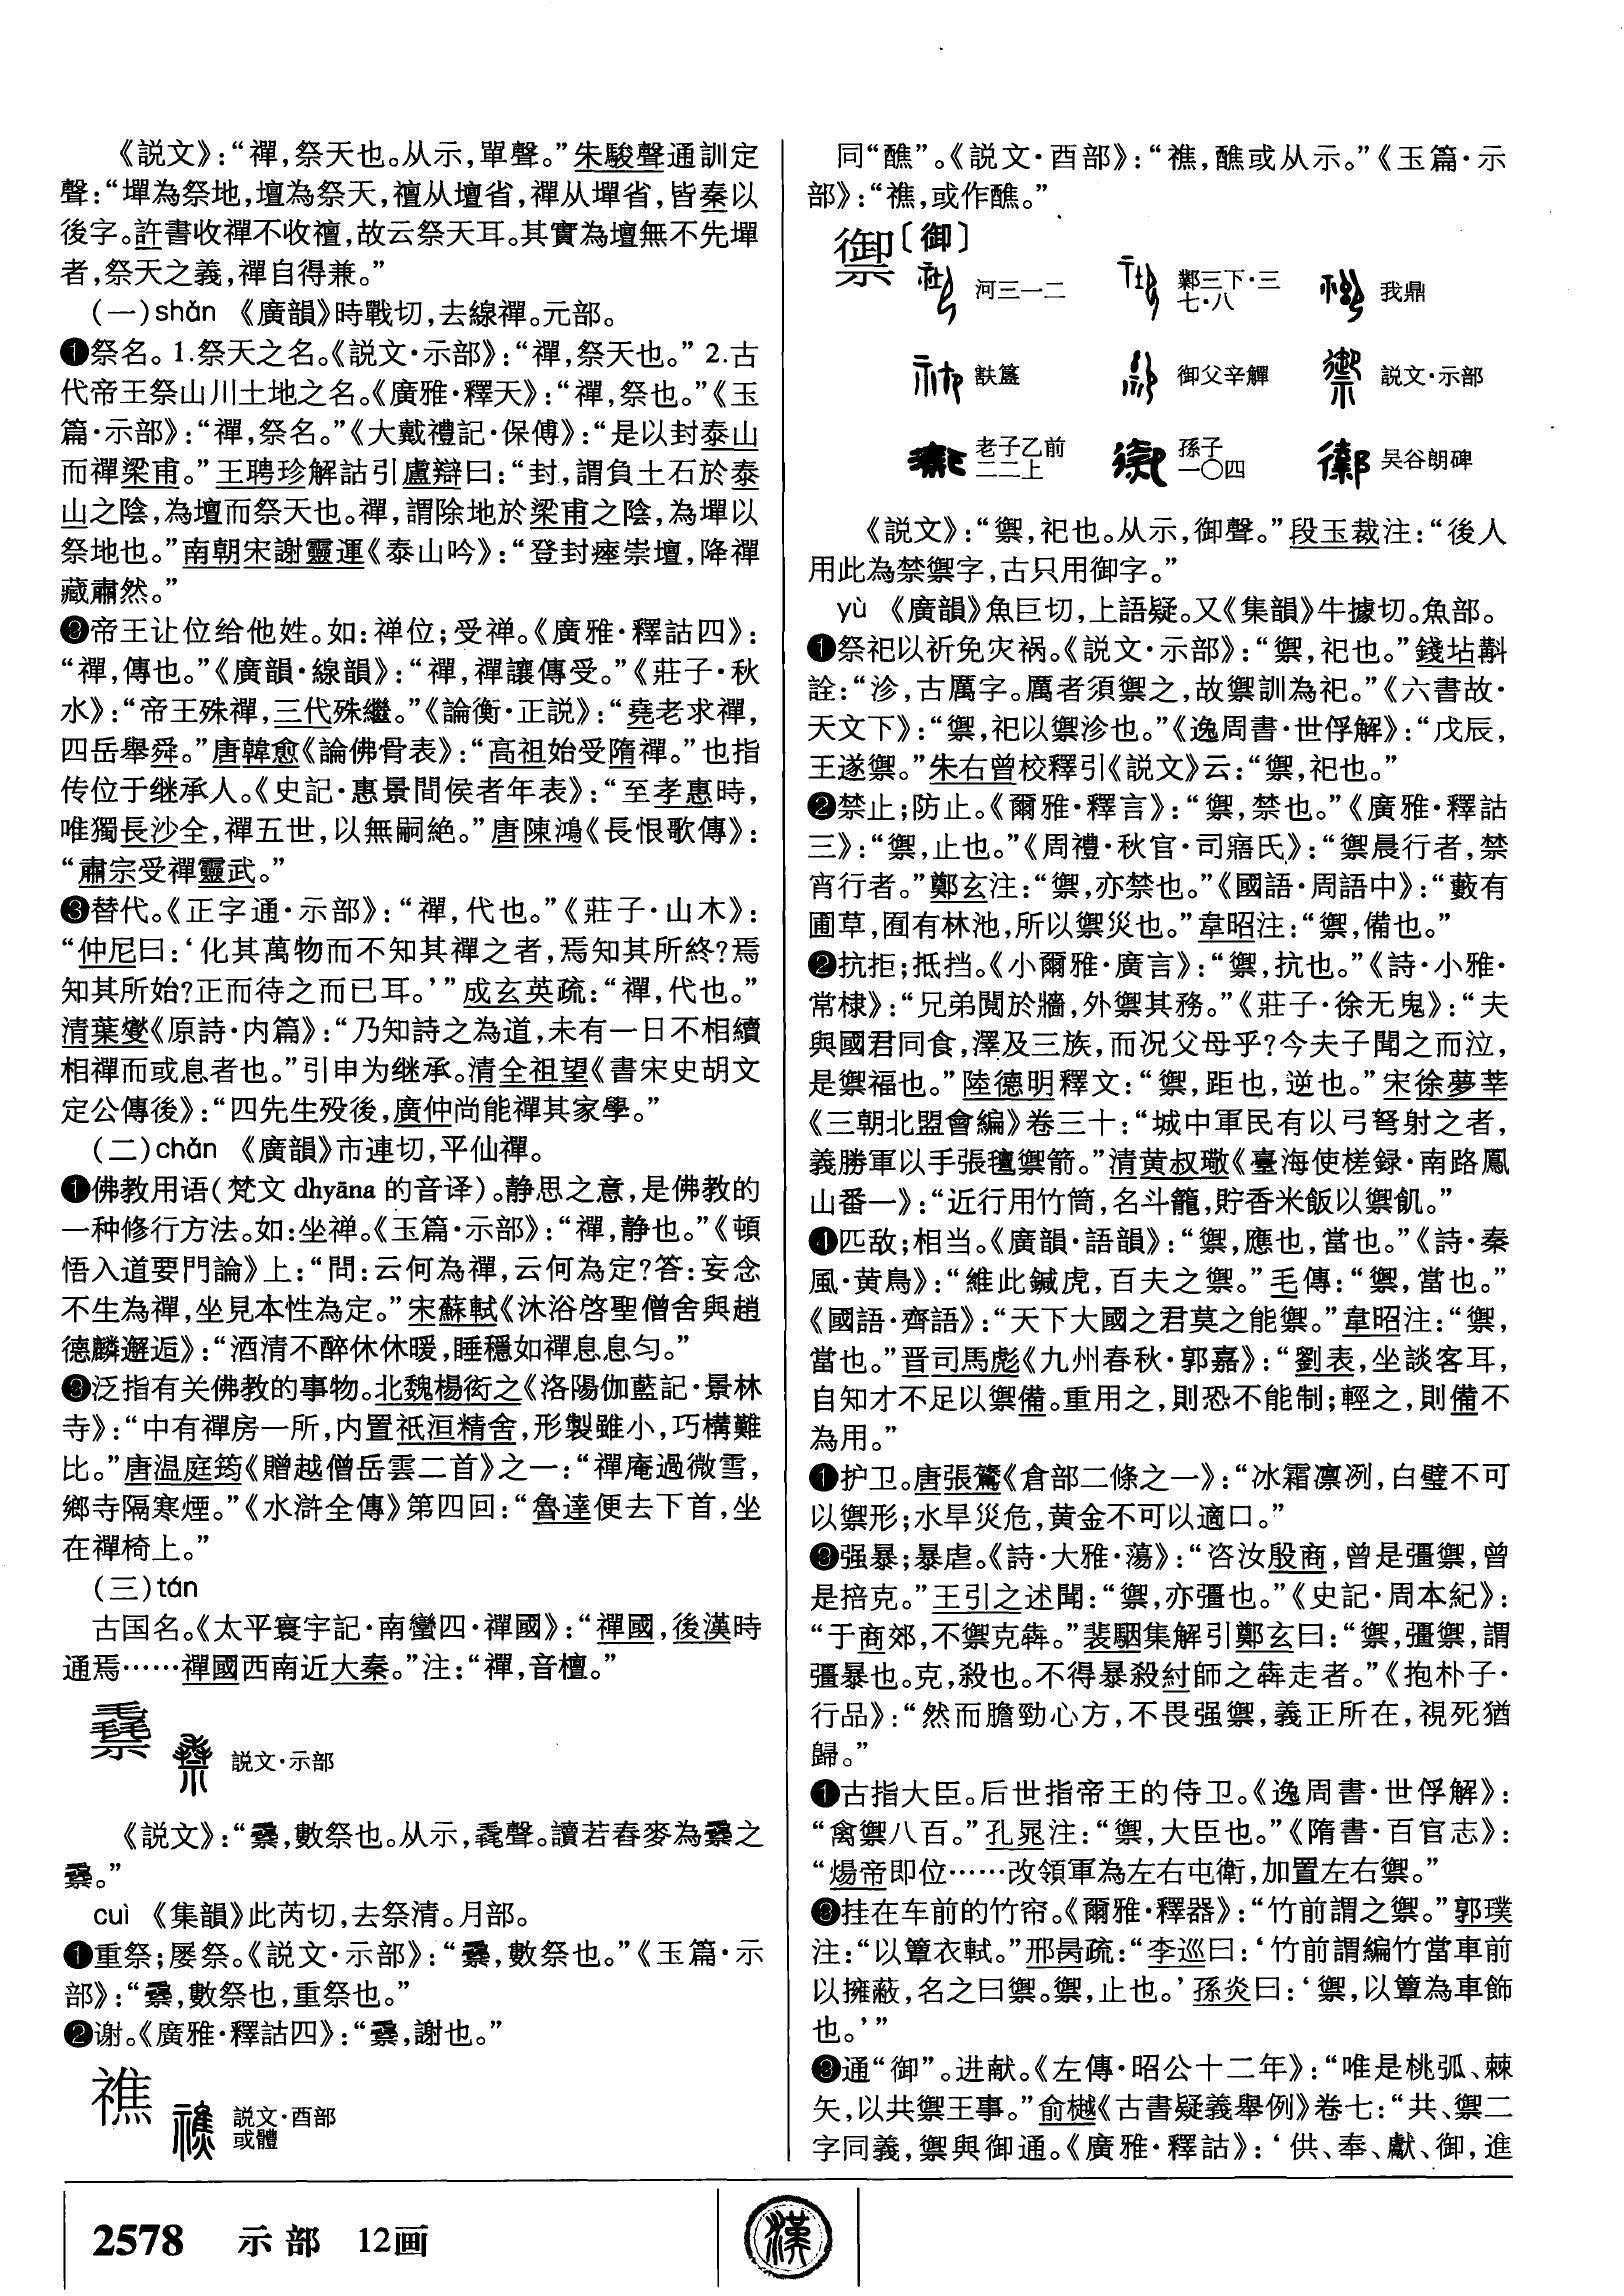 《説文》：“禪，祭天也。从示，單聲。”朱駿聲通訓定
聲：“墠為祭地，壇為祭天，襢从壇省，禪从墠省，皆秦以
後字。許書收禪不收襢，故云祭天耳。其實為壇無不先墠
者，祭天之義，禪自得兼。”
（一）shǎn 《廣韻》時戰切，去線禪。元部。
❶祭名。1.祭天之名。《説文·示部》：“禪，祭天也。” 2.古
代帝王祭山川土地之名。《廣雅·釋天》：“禪，祭也。”《玉
篇·示部》：“禪，祭名。”《大戴禮記·保傅》：“是以封泰山
而禪梁甫。”王聘珍解詁引盧辯曰：“封，謂負土石於泰
山之陰，為壇而祭天也。禪，謂除地於梁甫之陰，為墠以
祭地也。”南朝宋謝靈運《泰山吟》：“登封瘞崇壇，降禪
藏肅然。”
❷帝王让位给他姓。如：禅位；受禅。《廣雅·釋詁四》：
“禪，傳也。”《廣韻·線韻》：“禪，禪讓傳受。”《莊子·秋
水》：“帝王殊禪，三代殊繼。”《論衡·正説》：“堯老求禪，
四岳舉舜。”唐韓愈《論佛骨表》：“高祖始受隋禪。”也指
传位于继承人。《史記·惠景間侯者年表》：“至孝惠時，
唯獨長沙全，禪五世，以無嗣絶。”唐陳鴻《長恨歌傳》：
“肅宗受禪靈武。”
❸替代。《正字通·示部》：“禪，代也。”《莊子·山木》：
“仲尼曰：‘化其萬物而不知其禪之者，焉知其所終？焉
知其所始？正而待之而已耳。’”成玄英疏：“禪，代也。”
清葉燮《原詩·内篇》：“乃知詩之為道，未有一日不相續
相禪而或息者也。”引申为继承。清全祖望《書宋史胡文
定公傳後》：“四先生殁後，廣仲尚能禪其家學。”
（二）chǎn 《廣韻》市連切，平仙禪。
❶佛教用语（梵文 dhyāna 的音译）。静思之意，是佛教的
一种修行方法。如：坐禅。《玉篇·示部》：“禪，静也。”《頓
悟入道要門論》上：“問：云何為禪，云何為定？答：妄念
不生為禪，坐見本性為定。”宋蘇軾《沐浴啓聖僧舍與趙
德麟邂逅》：“酒清不醉休休暖，睡穩如禪息息匀。”
❷泛指有关佛教的事物。北魏楊衒之《洛陽伽藍記·景林
寺》：“中有禪房一所，内置祇洹精舍，形製雖小，巧構難
比。”唐温庭筠《贈越僧岳雲二首》之一：“禪庵過微雪，
鄉寺隔寒煙。”《水滸全傳》第四回：“魯達便去下首，坐
在禪椅上。”
（三）tán
古国名。《太平寰宇記·南蠻四·禪國》：“禪國，後漢時
通焉……禪國西南近大秦。”注：“禪，音檀。”
𥛱 説文·示部
《説文》：“𥛱，數祭也。从示，毳聲。讀若舂麥為𥛱之
𥛱。”
cuì 《集韻》此芮切，去祭清。月部。
❶重祭；屡祭。《説文·示部》：“𥛱，數祭也。”《玉篇·示
部》：“𥛱，數祭也，重祭也。”
❷谢。《廣雅·釋詁四》：“𥛱，謝也。”
䄍 説文·酉部
或體
同“醮”。《説文·酉部》：“䄍，醮或从示。”《玉篇·示
部》：“䄍，或作醮。”
禦〔御〕
河三一二 鄴三下·三
七·八 我鼎
㝬簋 御父辛觶 説文·示部
老子乙前
二二上 孫子
一〇四 吴谷朗碑
《説文》：“禦，祀也。从示，御聲。”段玉裁注：“後人
用此為禁禦字，古只用御字。”
yù 《廣韻》魚巨切，上語疑。又《集韻》牛據切。魚部。
❶祭祀以祈免灾祸。《説文·示部》：“禦，祀也。”錢坫斠
詮：“沴，古厲字。厲者須禦之，故禦訓為祀。”《六書故·
天文下》：“禦，祀以禦沴也。”《逸周書·世俘解》：“戊辰，
王遂禦。”朱右曾校釋引《説文》云：“禦，祀也。”
❷禁止；防止。《爾雅·釋言》：“禦，禁也。”《廣雅·釋詁
三》：“禦，止也。”《周禮·秋官·司寤氏》：“禦晨行者，禁
宵行者。”鄭玄注：“禦，亦禁也。”《國語·周語中》：“藪有
圃草，囿有林池，所以禦災也。”韋昭注：“禦，備也。”
❷抗拒；抵挡。《小爾雅·廣言》：“禦，抗也。”《詩·小雅·
常棣》：“兄弟鬩於牆，外禦其務。”《莊子·徐无鬼》：“夫
與國君同食，澤及三族，而况父母乎？今夫子聞之而泣，
是禦福也。”陸德明釋文：“禦，距也，逆也。”宋徐夢莘
《三朝北盟會編》卷三十：“城中軍民有以弓弩射之者，
義勝軍以手張氊禦箭。”清黄叔璥《臺海使槎録·南路鳳
山番一》：“近行用竹筒，名斗籠，貯香米飯以禦飢。”
❹匹敌；相当。《廣韻·語韻》：“禦，應也，當也。”《詩·秦
風·黄鳥》：“維此鍼虎，百夫之禦。”毛傳：“禦，當也。”
《國語·齊語》：“天下大國之君莫之能禦。”韋昭注：“禦，
當也。”晋司馬彪《九州春秋·郭嘉》：“劉表，坐談客耳，
自知才不足以禦備。重用之，則恐不能制；輕之，則備不
為用。”
❶护卫。唐張鷟《倉部二條之一》：“冰霜凛冽，白璧不可
以禦形；水旱災危，黄金不可以適口。”
❷强暴；暴虐。《詩·大雅·蕩》：“咨汝殷商，曾是彊禦，曾
是掊克。”王引之述聞：“禦，亦彊也。”《史記·周本紀》：
“于商郊，不禦克犇。”裴駰集解引鄭玄曰：“禦，彊禦，謂
彊暴也。克，殺也。不得暴殺紂師之犇走者。”《抱朴子·
行品》：“然而膽勁心方，不畏强禦，義正所在，視死猶
歸。”
❶古指大臣。后世指帝王的侍卫。《逸周書·世俘解》：
“禽禦八百。”孔晁注：“禦，大臣也。”《隋書·百官志》：
“煬帝即位……改領軍為左右屯衛，加置左右禦。”
❸挂在车前的竹帘。《爾雅·釋器》：“竹前謂之禦。”郭璞
注：“以簟衣軾。”邢昺疏：“李巡曰：‘竹前謂編竹當車前
以擁蔽，名之曰禦。禦，止也。’孫炎曰：‘禦，以簟為車飾
也。’”
❸通“御”。进献。《左傳·昭公十二年》：“唯是桃弧、棘
矢，以共禦王事。”俞樾《古書疑義舉例》卷七：“共、禦二
字同義，禦與御通。《廣雅·釋詁》：‘供、奉、獻、御，進
2578 示部 12画
漢